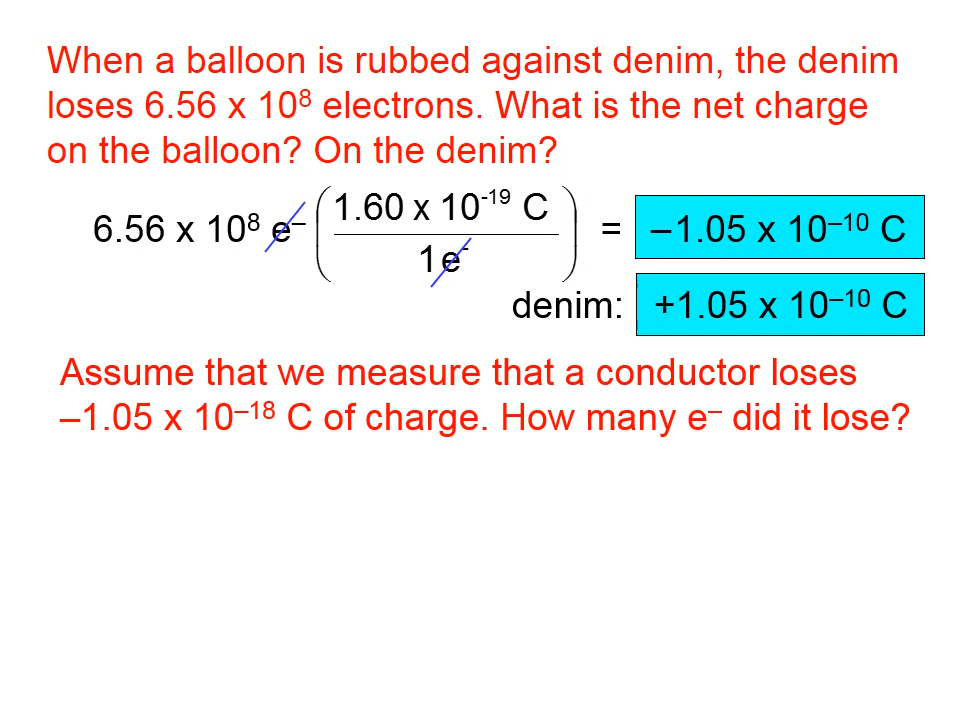 When a balloon is rubbed against denim, the denim
loses 6.56 x 10⁸ electrons. What is the net charge
on the balloon? On the denim?
6.56 x 10⁸ e⁻ (1.60 x 10⁻¹⁹ C / 1e⁻) = –1.05 x 10⁻¹⁰ C
denim: +1.05 x 10⁻¹⁰ C
Assume that we measure that a conductor loses
–1.05 x 10⁻¹⁸ C of charge. How many e⁻ did it lose?